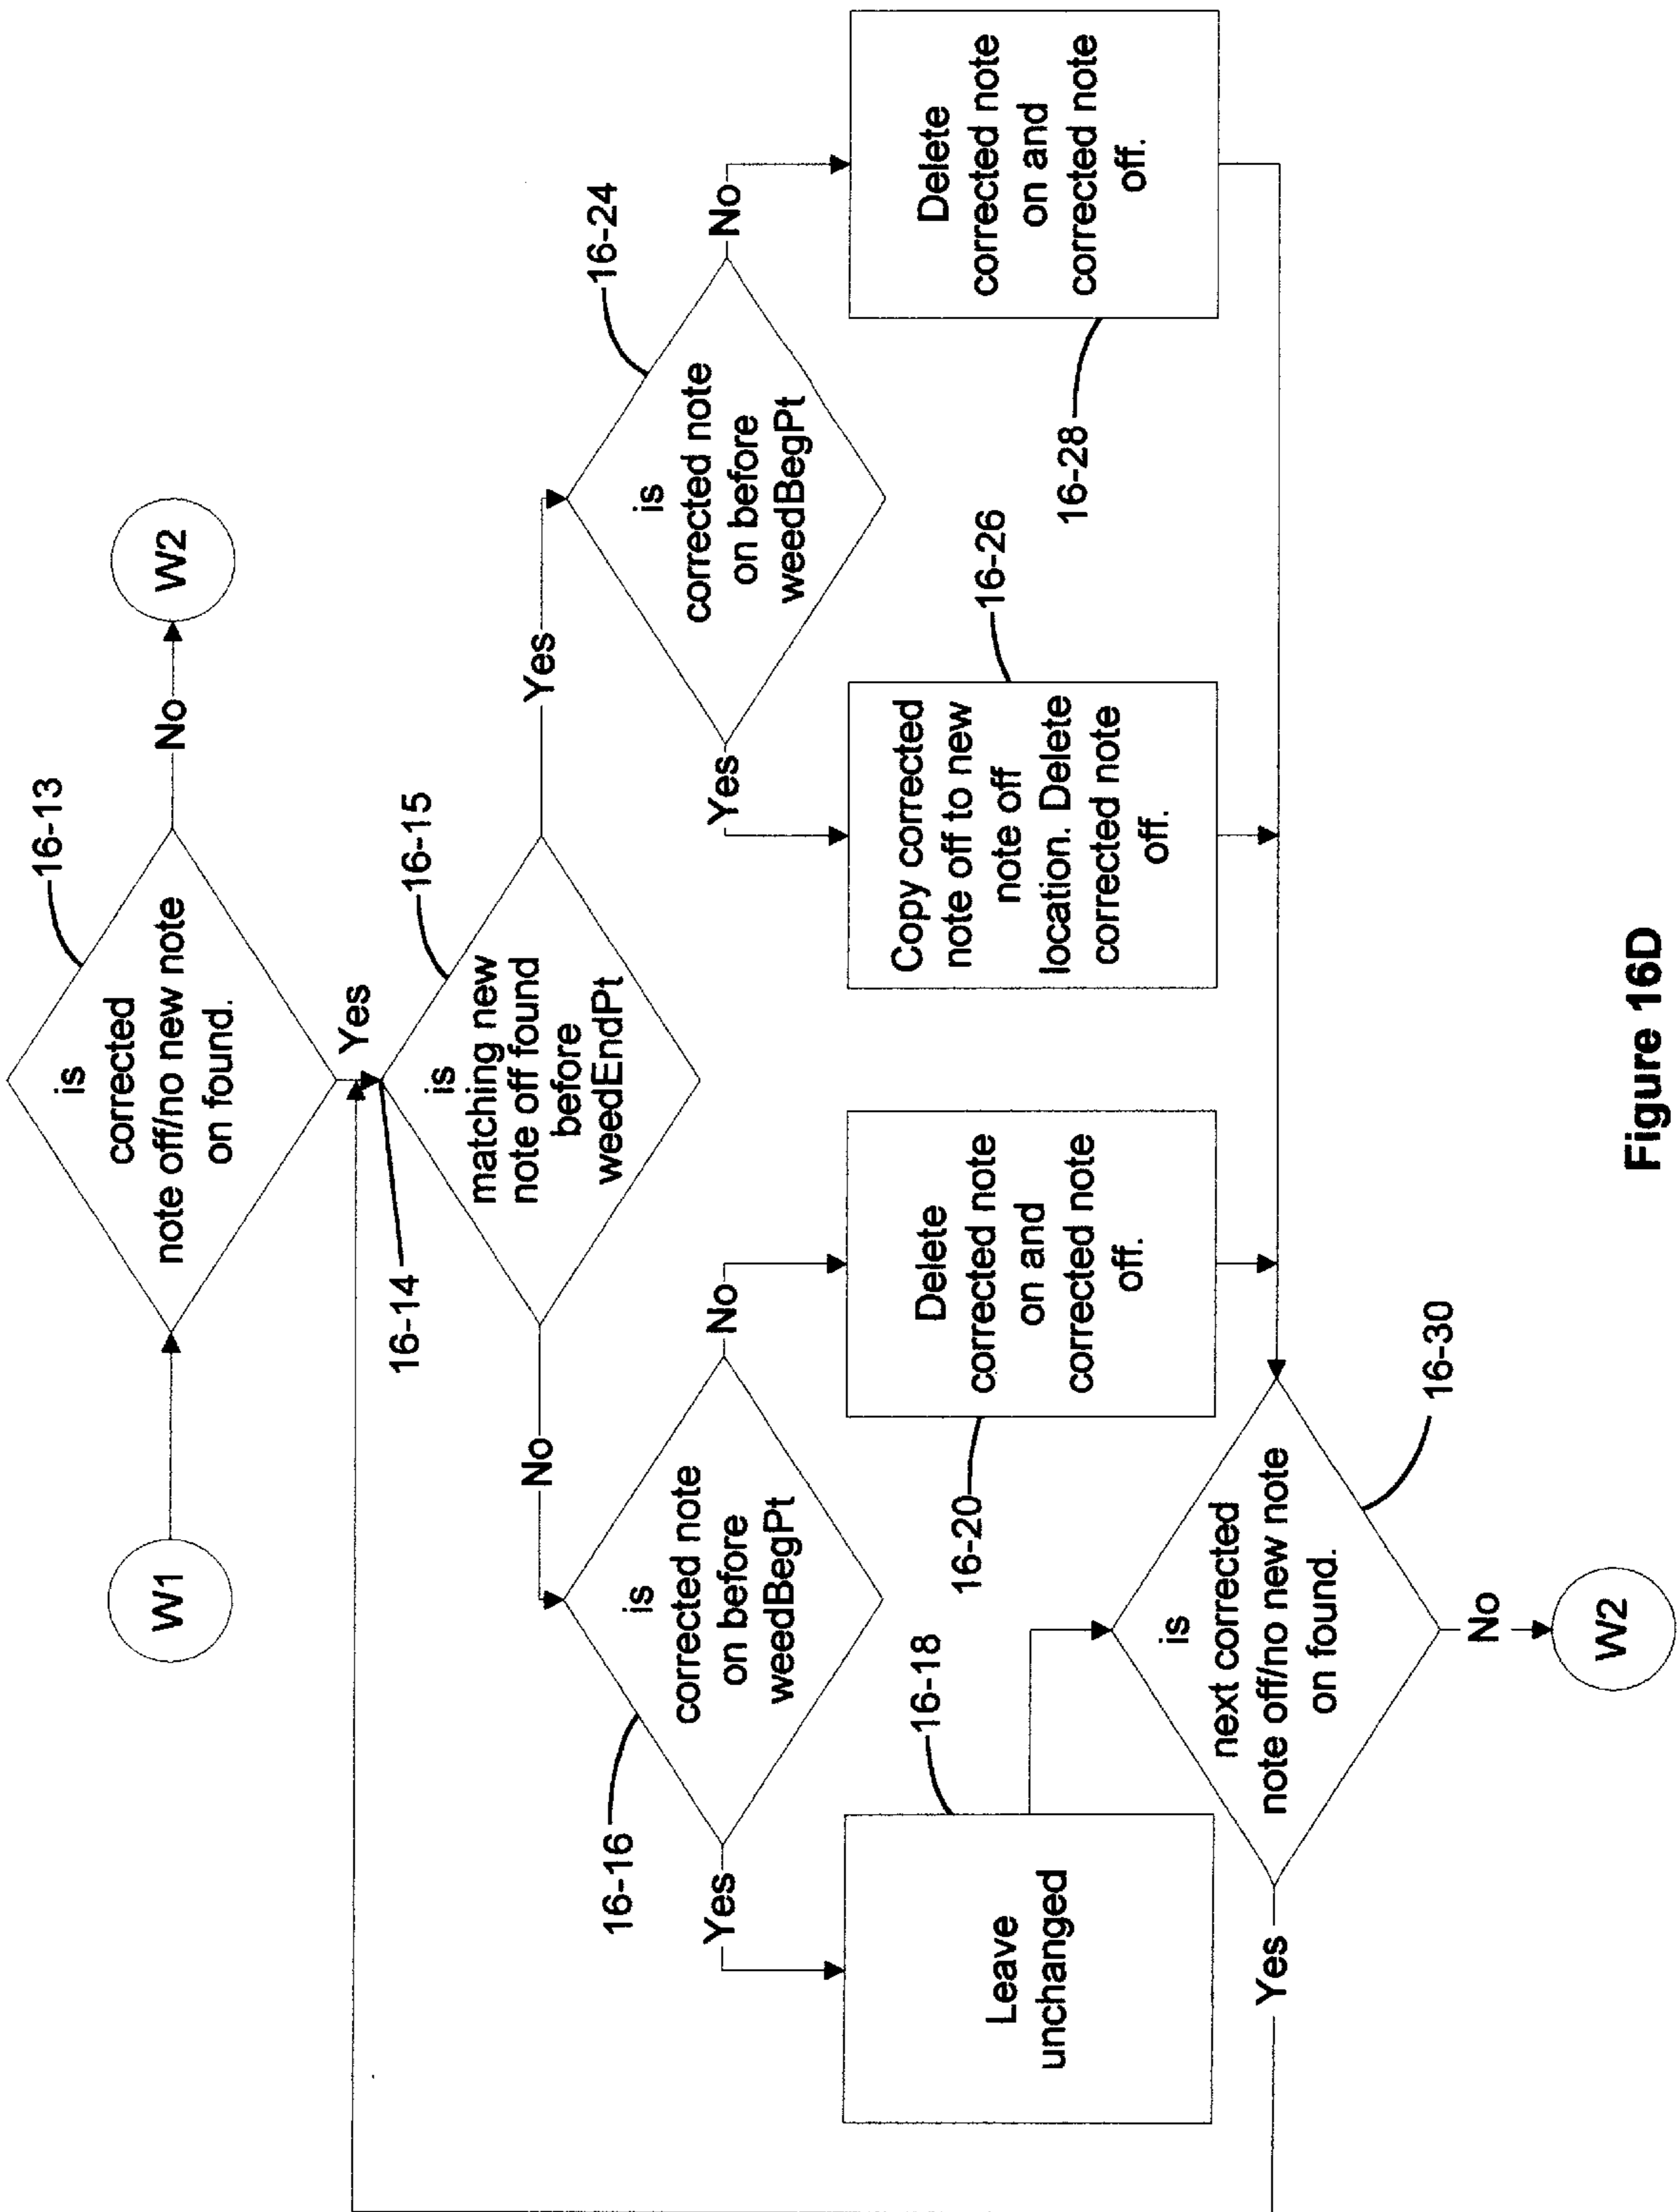 W1
is
corrected
note off/no new note
on found.
16-13
No
W2
Yes
16-14
is
matching new
note off found
before
weedEndPt
16-15
No
Yes
16-16
is
corrected note
on before
weedBegPt
is
corrected note
on before
weedBegPt
16-24
Yes
No
Yes
No
Leave
unchanged
16-18
16-20
Delete
corrected note
on and
corrected note
off.
Copy corrected
note off to new
note off
location. Delete
corrected note
off.
16-26
16-28
Delete
corrected note
on and
corrected note
off.
Yes
is
next corrected
note off/no new note
on found.
16-30
No
W2
Figure 16D